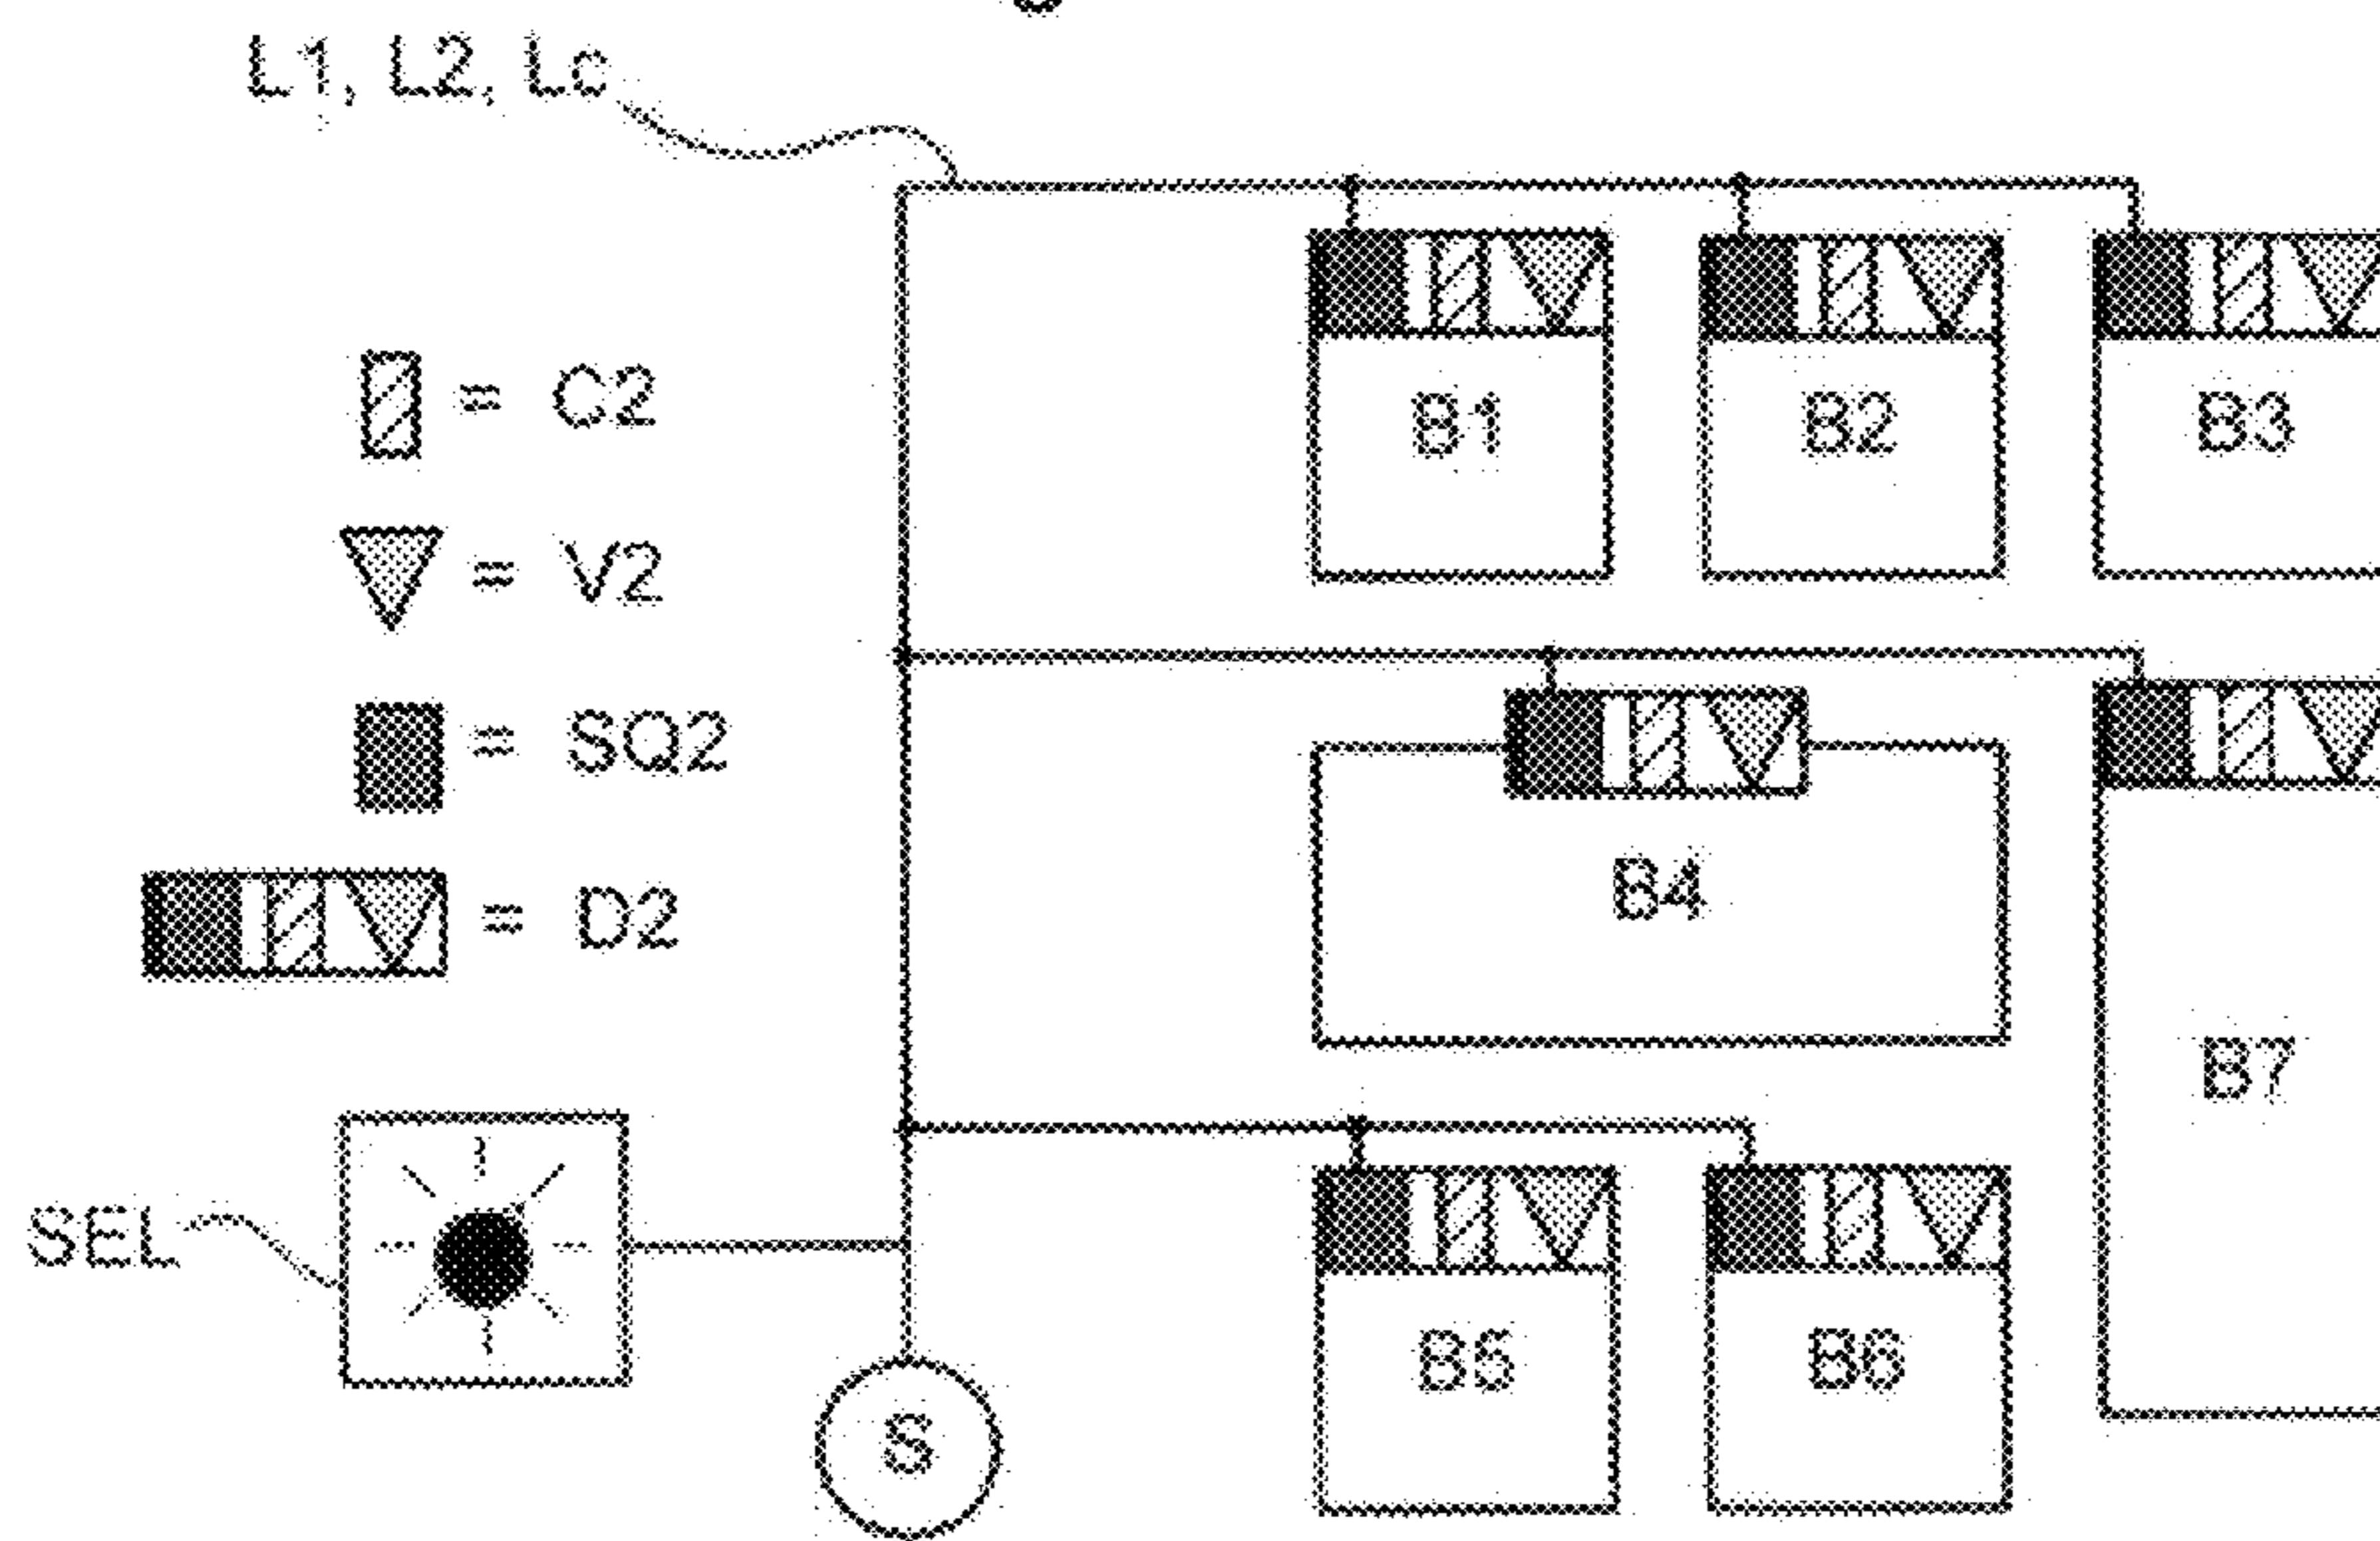 L1, L2, Lc
= C2
= V2
= SQ2
= D2
SEL
S
B1
B2
B3
B4
B5
B6
B7